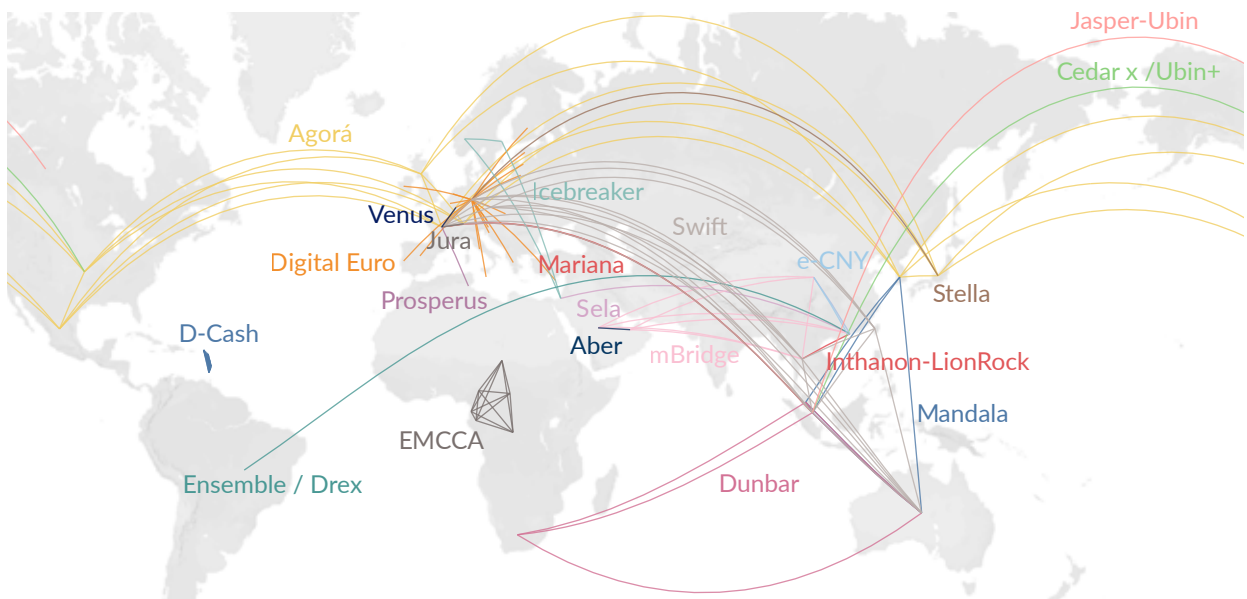 Jasper-Ubin
Cedar x /Ubin+
Agorá
Icebreaker
Venus
Swift
Jura
e-CNY
Digital Euro
Mariana
Stella
Prosperus
Sela
D-Cash
Aber
mBridge
Inthanon-LionRock
Mandala
EMCCA
Ensemble / Drex
Dunbar